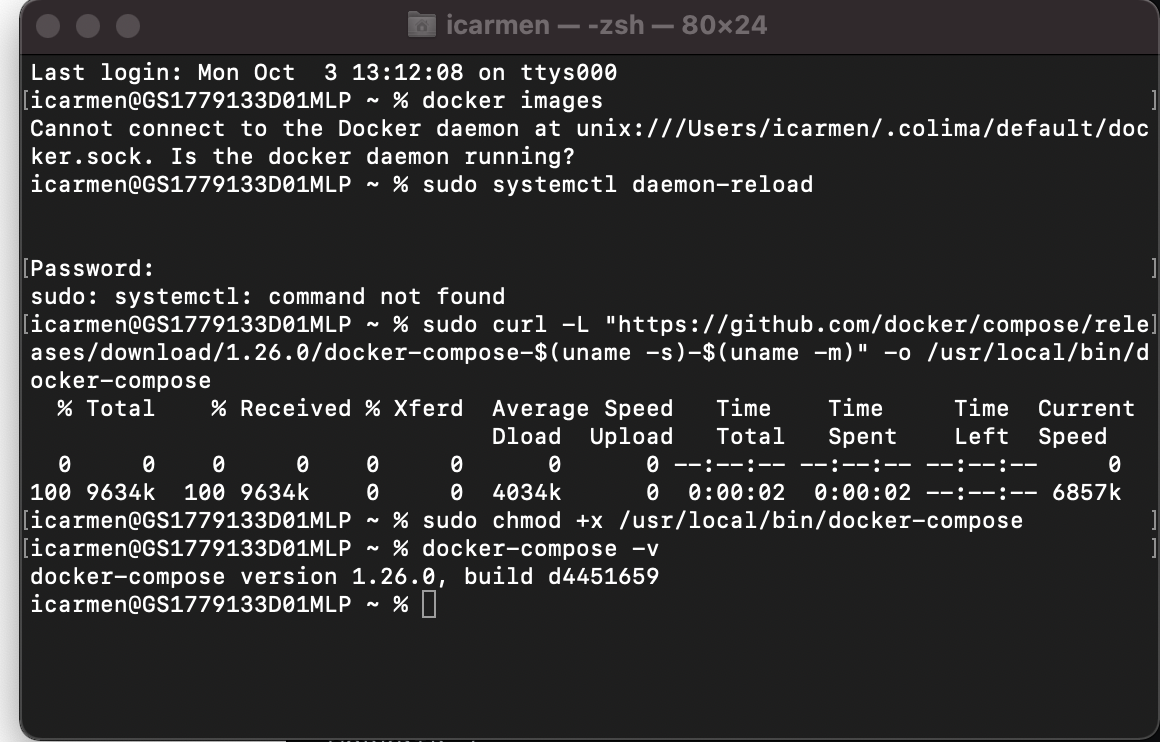 icarmen — -zsh — 80×24
Last login: Mon Oct  3 13:12:08 on ttys000
[icarmen@GS1779133D01MLP ~ % docker images ]
Cannot connect to the Docker daemon at unix:///Users/icarmen/.colima/default/doc
ker.sock. Is the docker daemon running?
icarmen@GS1779133D01MLP ~ % sudo systemctl daemon-reload
[Password: ]
sudo: systemctl: command not found
[icarmen@GS1779133D01MLP ~ % sudo curl -L "https://github.com/docker/compose/rele]
ases/download/1.26.0/docker-compose-$(uname -s)-$(uname -m)" -o /usr/local/bin/d
ocker-compose
  % Total    % Received % Xferd  Average Speed   Time    Time     Time  Current
                                 Dload  Upload   Total   Spent    Left  Speed
  0     0    0     0    0     0      0      0 --:--:-- --:--:-- --:--:--     0
100 9634k  100 9634k    0     0  4034k      0  0:00:02  0:00:02 --:--:-- 6857k
[icarmen@GS1779133D01MLP ~ % sudo chmod +x /usr/local/bin/docker-compose ]
[icarmen@GS1779133D01MLP ~ % docker-compose -v ]
docker-compose version 1.26.0, build d4451659
icarmen@GS1779133D01MLP ~ %